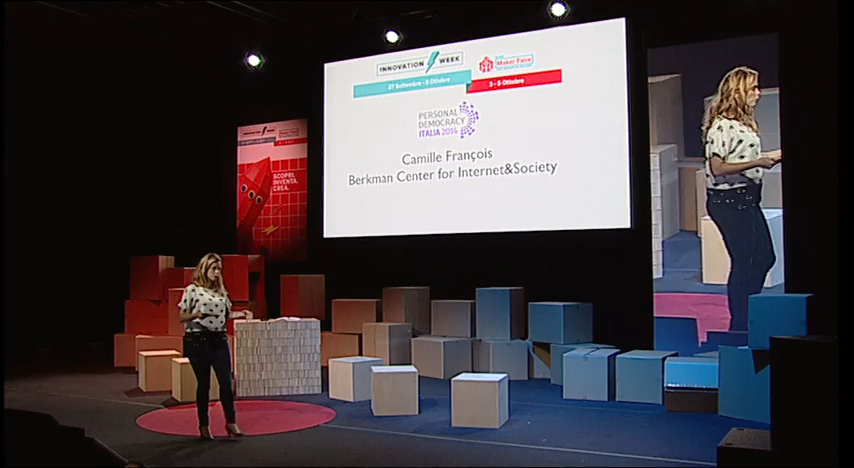 INNOVATION WEEK
27 Settembre - 5 Ottobre
Maker Faire
3 - 5 Ottobre
PERSONAL
DEMOCRACY
ITALIA 2014
Camille François
Berkman Center for Internet&Society
SCOPRI.
INVENTA.
CREA.